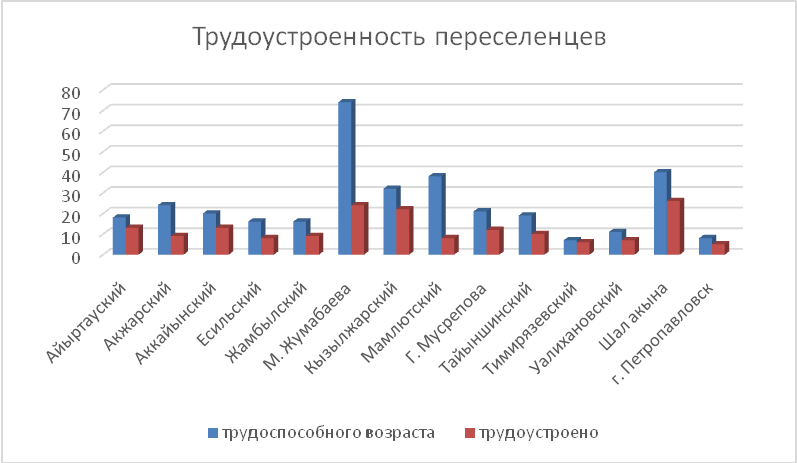 Трудоустроенность переселенцев
80
70
60
50
40
30
20
10
0
Айыртауский
Акжарский
Аккайынский
Есильский
Жамбылский
М. Жумабаева
Кызылжарский
Мамлютский
Г. Мусрепова
Тайыншинский
Тимирязевский
Уалихановский
Шал акына
г. Петропавловск
трудоспособного возраста
трудоустроено